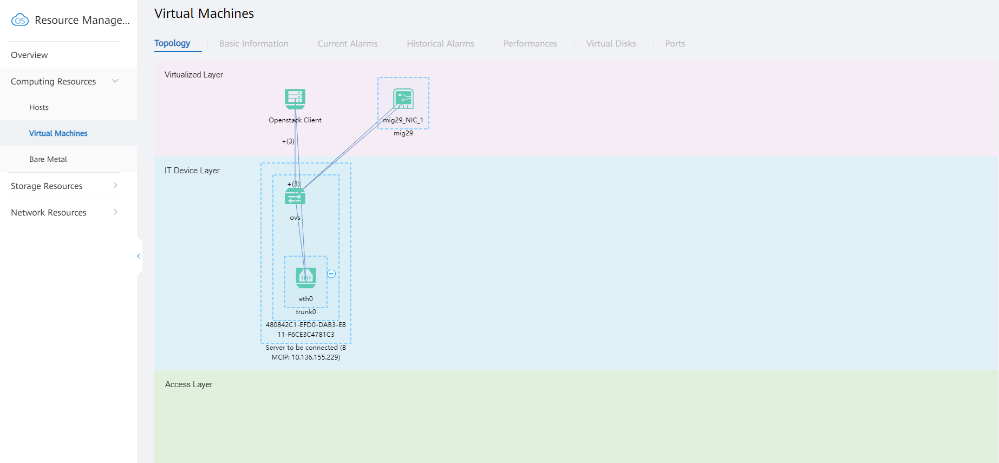 OS
Resource Manage...
Overview
Computing Resources
Hosts
Virtual Machines
Bare Metal
Storage Resources
Network Resources
Virtual Machines
Topology
Basic Information
Current Alarms
Historical Alarms
Performances
Virtual Disks
Ports
Virtualized Layer
Openstack Client
mig29_NIC_1
mig29
+(3)
IT Device Layer
+(3)
ovs
eth0
trunk0
480842C1-EFD0-DAB3-E8
11-F6CE3C4781C3
Server to be connected (B
MCIP: 10.136.155.229)
Access Layer